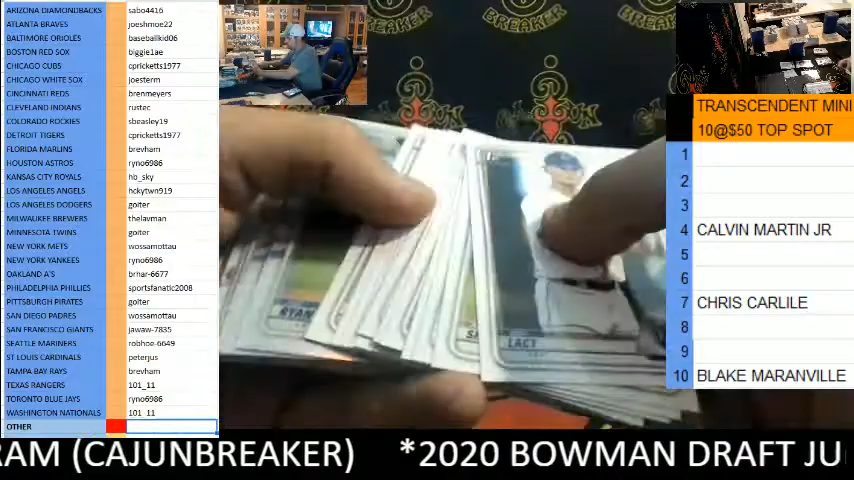 ARIZONA DIAMONDBACKS sabo4416
ATLANTA BRAVES joeshmoe22
BALTIMORE ORIOLES baseballkid06
BOSTON RED SOX biggie1ae
CHICAGO CUBS cpricketts1977
CHICAGO WHITE SOX joesterm
CINCINNATI REDS brenmeyers
CLEVELAND INDIANS rustec
COLORADO ROCKIES sbeasley19
DETROIT TIGERS cpricketts1977
FLORIDA MARLINS brevham
HOUSTON ASTROS ryno6986
KANSAS CITY ROYALS hb_sky
LOS ANGELES ANGELS hckytwn919
LOS ANGELES DODGERS goiter
MILWAUKEE BREWERS thelavman
MINNESOTA TWINS goiter
NEW YORK METS wossamottau
NEW YORK YANKEES ryno6986
OAKLAND A'S brhar-6677
PHILADELPHIA PHILLIES sportsfanatic2008
PITTSBURGH PIRATES goiter
SAN DIEGO PADRES wossamottau
SAN FRANCISCO GIANTS jawaw-7835
SEATTLE MARINERS robhoe-6649
ST LOUIS CARDINALS peterjus
TAMPA BAY RAYS brevham
TEXAS RANGERS 101_11
TORONTO BLUE JAYS ryno6986
WASHINGTON NATIONALS 101_11
OTHER
BREAKER
RYAN
LACY
TRANSCENDENT MINI
10@$50 TOP SPOT
1
2
3
4 CALVIN MARTIN JR
5
6
7 CHRIS CARLILE
8
9
10 BLAKE MARANVILLE
RAM (CAJUNBREAKER) *2020 BOWMAN DRAFT JU